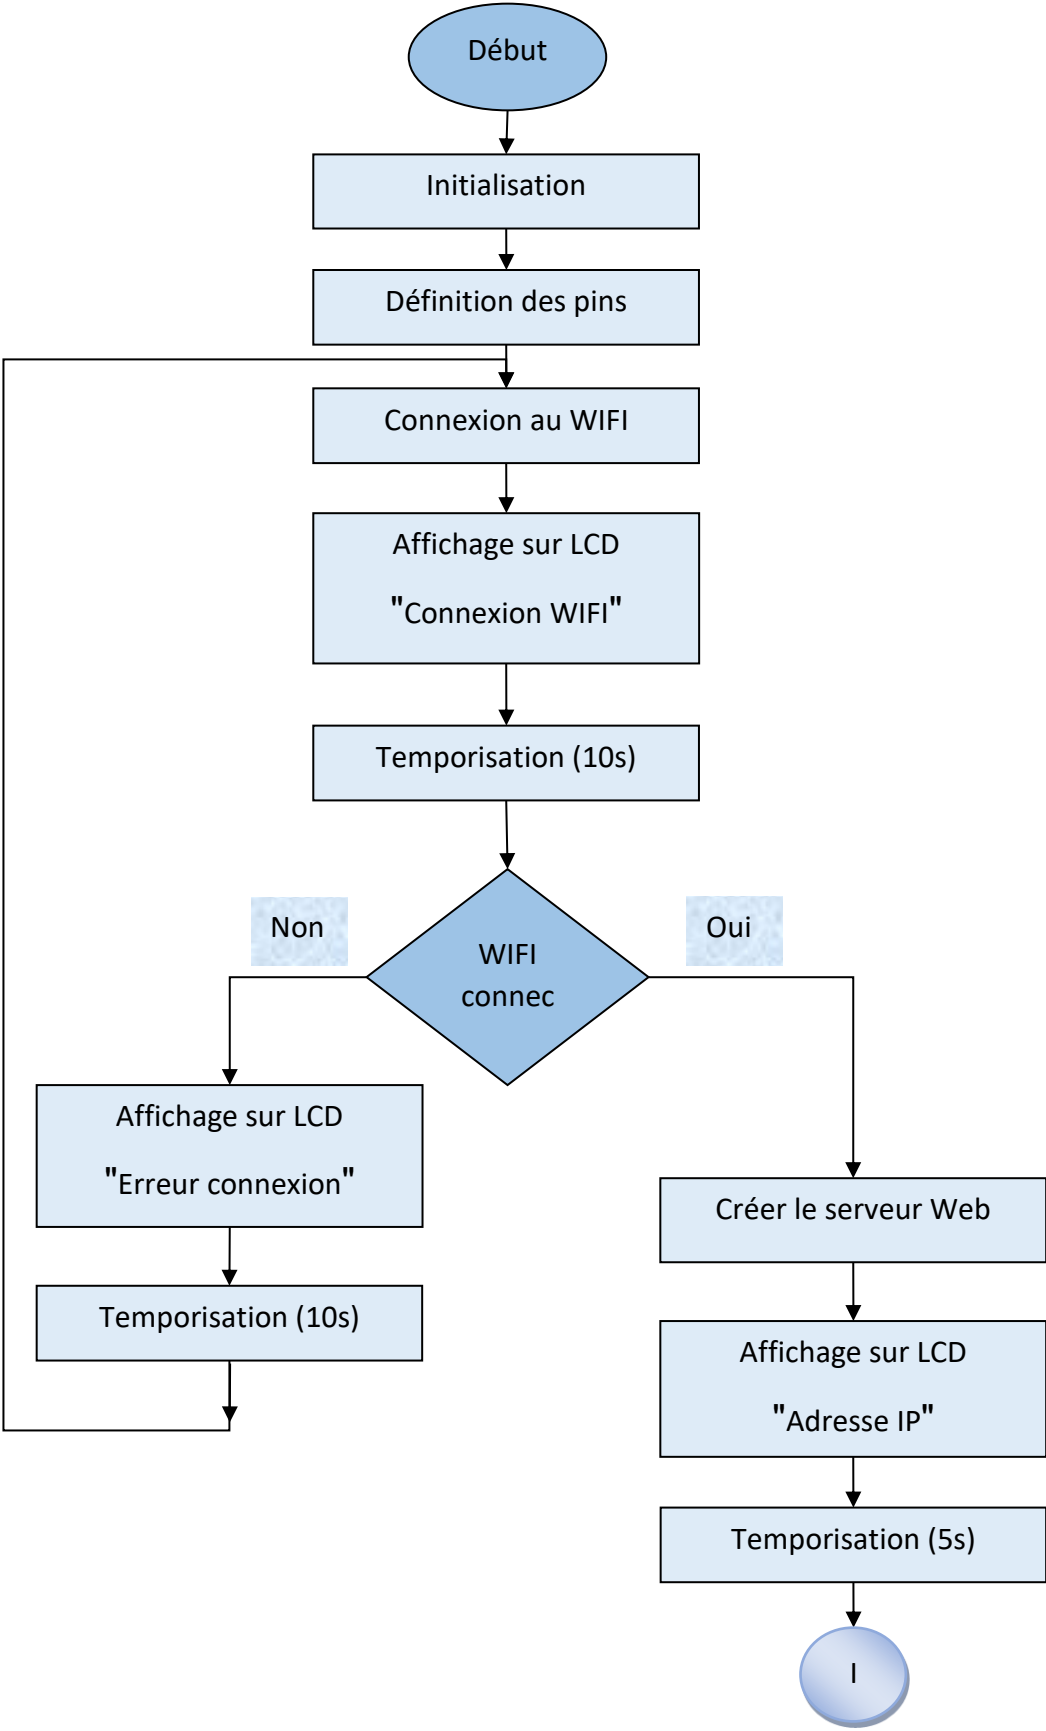 Début
Initialisation
Définition des pins
Connexion au WIFI
Affichage sur LCD
"Connexion WIFI"
Temporisation (10s)
Non
Oui
WIFI
connec
Affichage sur LCD
"Erreur connexion"
Temporisation (10s)
Créer le serveur Web
Affichage sur LCD
"Adresse IP"
Temporisation (5s)
I